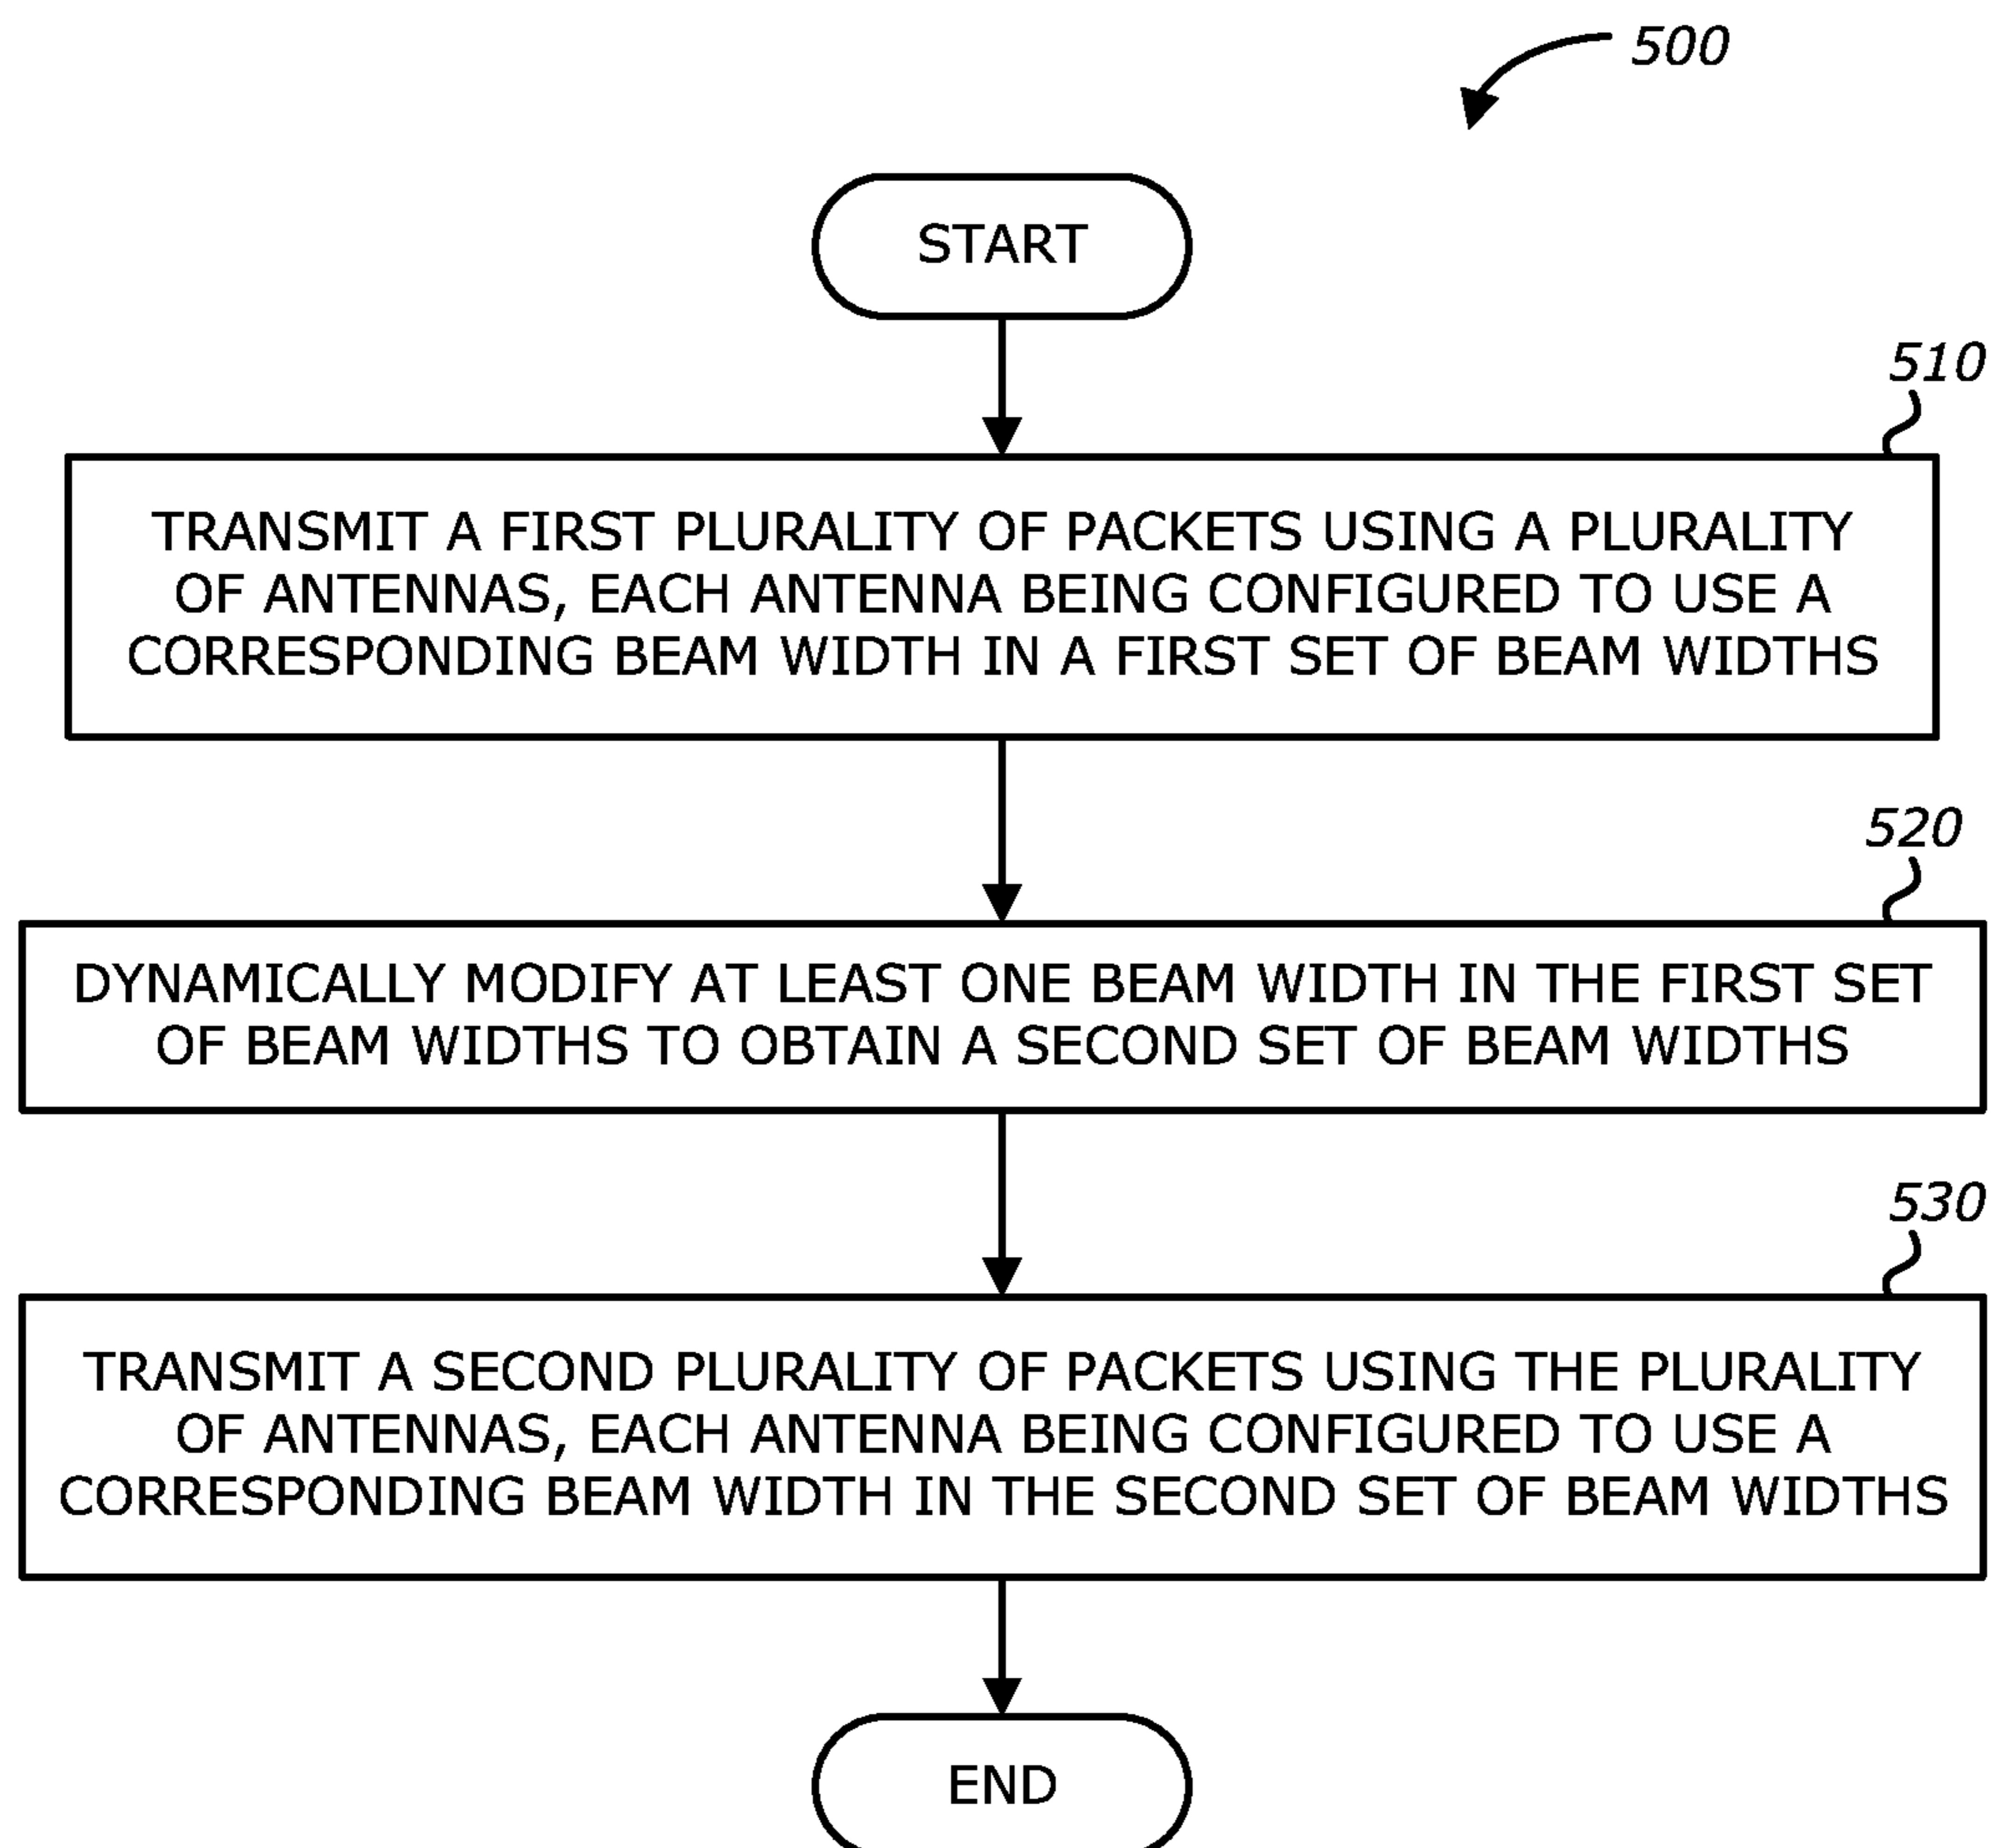 500
START
510
TRANSMIT A FIRST PLURALITY OF PACKETS USING A PLURALITY
OF ANTENNAS, EACH ANTENNA BEING CONFIGURED TO USE A
CORRESPONDING BEAM WIDTH IN A FIRST SET OF BEAM WIDTHS
520
DYNAMICALLY MODIFY AT LEAST ONE BEAM WIDTH IN THE FIRST SET
OF BEAM WIDTHS TO OBTAIN A SECOND SET OF BEAM WIDTHS
530
TRANSMIT A SECOND PLURALITY OF PACKETS USING THE PLURALITY
OF ANTENNAS, EACH ANTENNA BEING CONFIGURED TO USE A
CORRESPONDING BEAM WIDTH IN THE SECOND SET OF BEAM WIDTHS
END